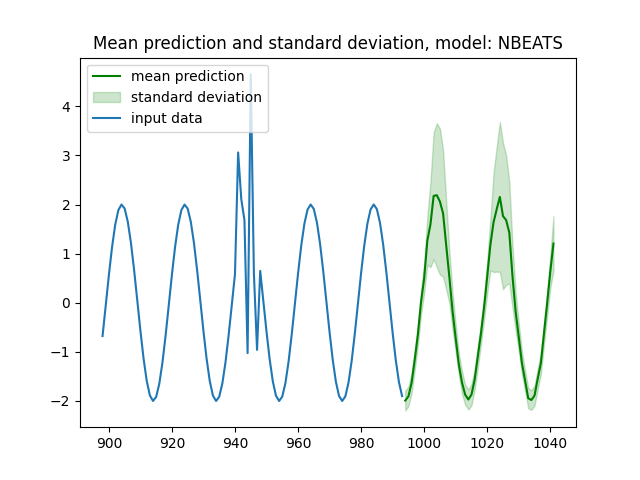 Mean prediction and standard deviation, model: NBEATS
mean prediction
standard deviation
input data
4
3
2
1
0
−1
−2
900 920 940 960 980 1000 1020 1040